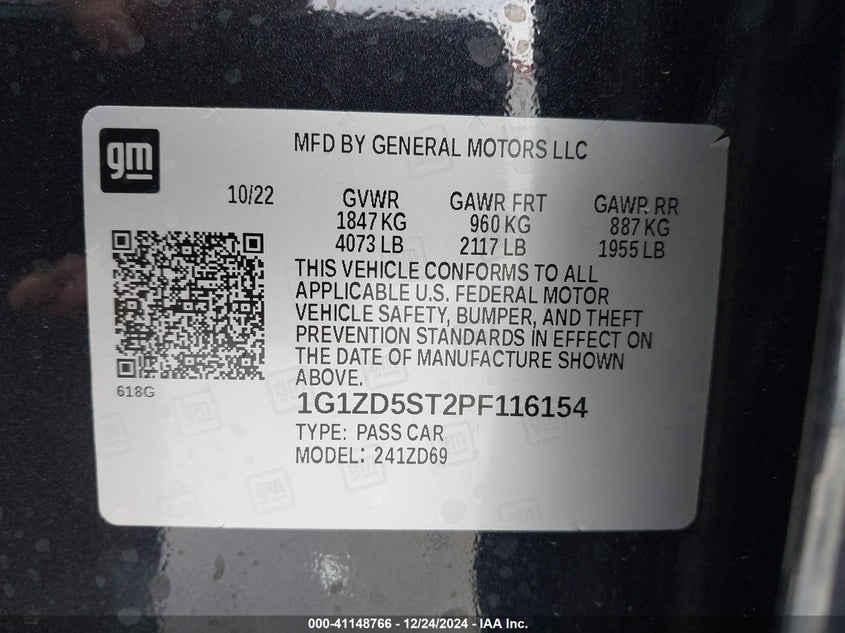 gm
MFD BY GENERAL MOTORS LLC
10/22
GVWR
1847 KG
4073 LB
GAWR FRT
960 KG
2117 LB
GAWR RR
887 KG
1955 LB
618G
THIS VEHICLE CONFORMS TO ALL
APPLICABLE U.S. FEDERAL MOTOR
VEHICLE SAFETY, BUMPER, AND THEFT
PREVENTION STANDARDS IN EFFECT ON
THE DATE OF MANUFACTURE SHOWN
ABOVE.
1G1ZD5ST2PF116154
TYPE: PASS CAR
MODEL: 241ZD69
000-41148766 - 12/24/2024 - IAA Inc.